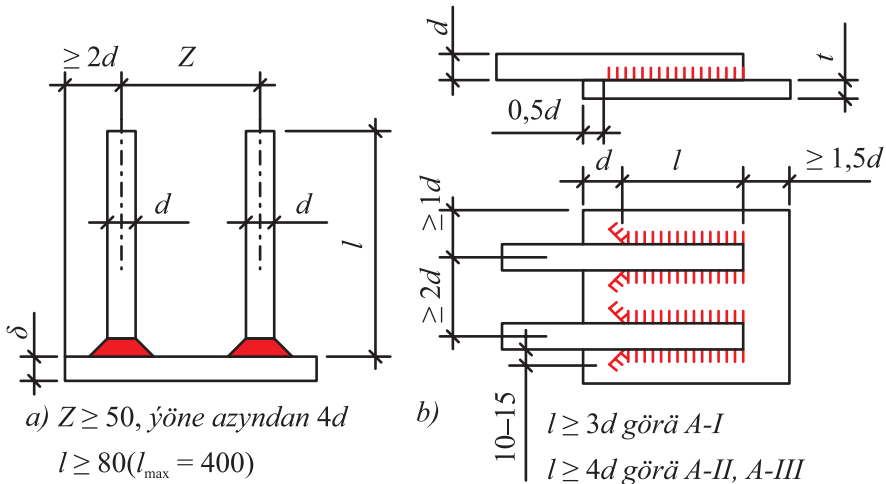 ≥ 2d
Z
d
d
l
δ
a) Z ≥ 50, ýöne azyndan 4d
l ≥ 80(lmax = 400)
d
t
0,5d
d
l
≥ 1,5d
≥ 1d
≥ 2d
10–15
b)
l ≥ 3d görä A-I
l ≥ 4d görä A-II, A-III